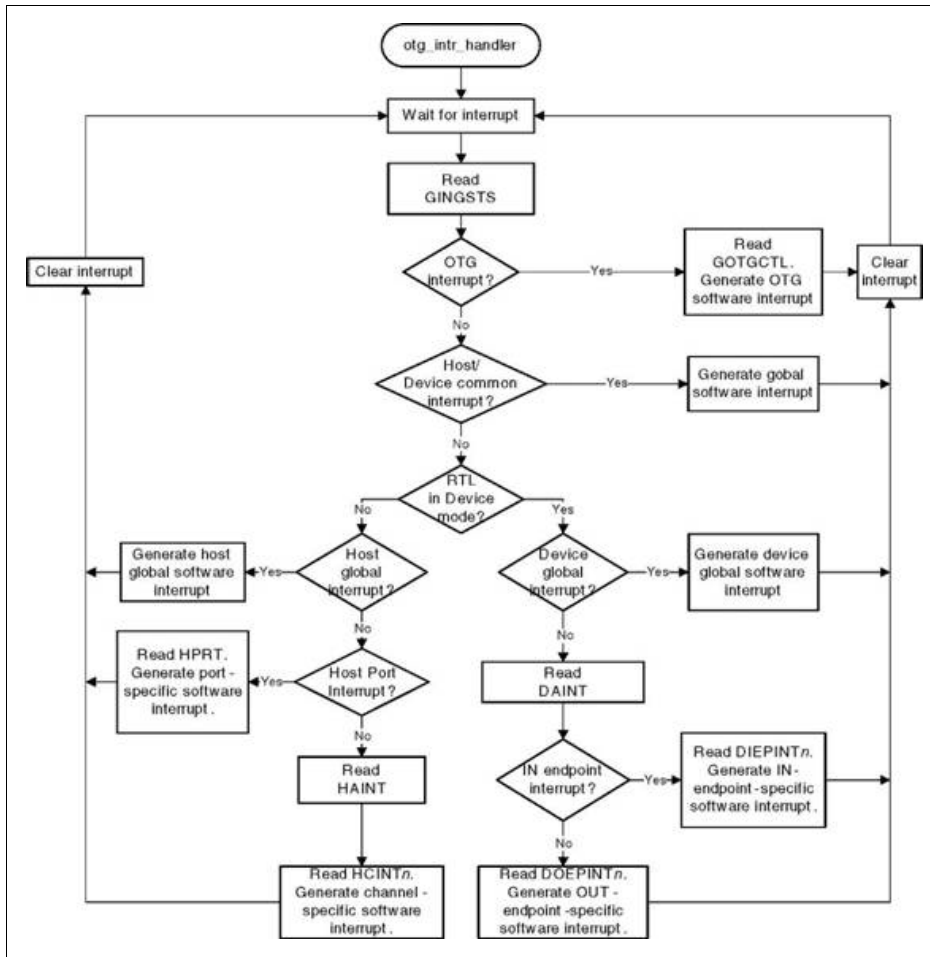 otg_intr_handler
Wait for interrupt
Read
GINGSTS
Clear interrupt
OTG
interrupt?
Yes
Read
GOTGCTL.
Generate OTG
software interrupt
Clear
interrupt
No
Host/
Device common
interrupt?
Yes
Generate gobal
software interrupt
No
RTL
in Device
mode?
No
Yes
Generate host
global software
interrupt
Yes
Host
global
interrupt?
Device
global
interrupt?
Yes
Generate device
global software
interrupt
No
No
Read HPRT.
Generate port -
specific software
interrupt .
Yes
Host Port
Interrupt?
Read
DAINT
No
Read
HAINT
IN endpoint
interrupt?
Yes
Read DIEPINTn.
Generate IN-
endpoint-specific
software interrupt.
No
Read HCINTn.
Generate channel -
specific software
interrupt.
Read DOEPINTn.
Generate OUT -
endpoint -specific
software interrupt.